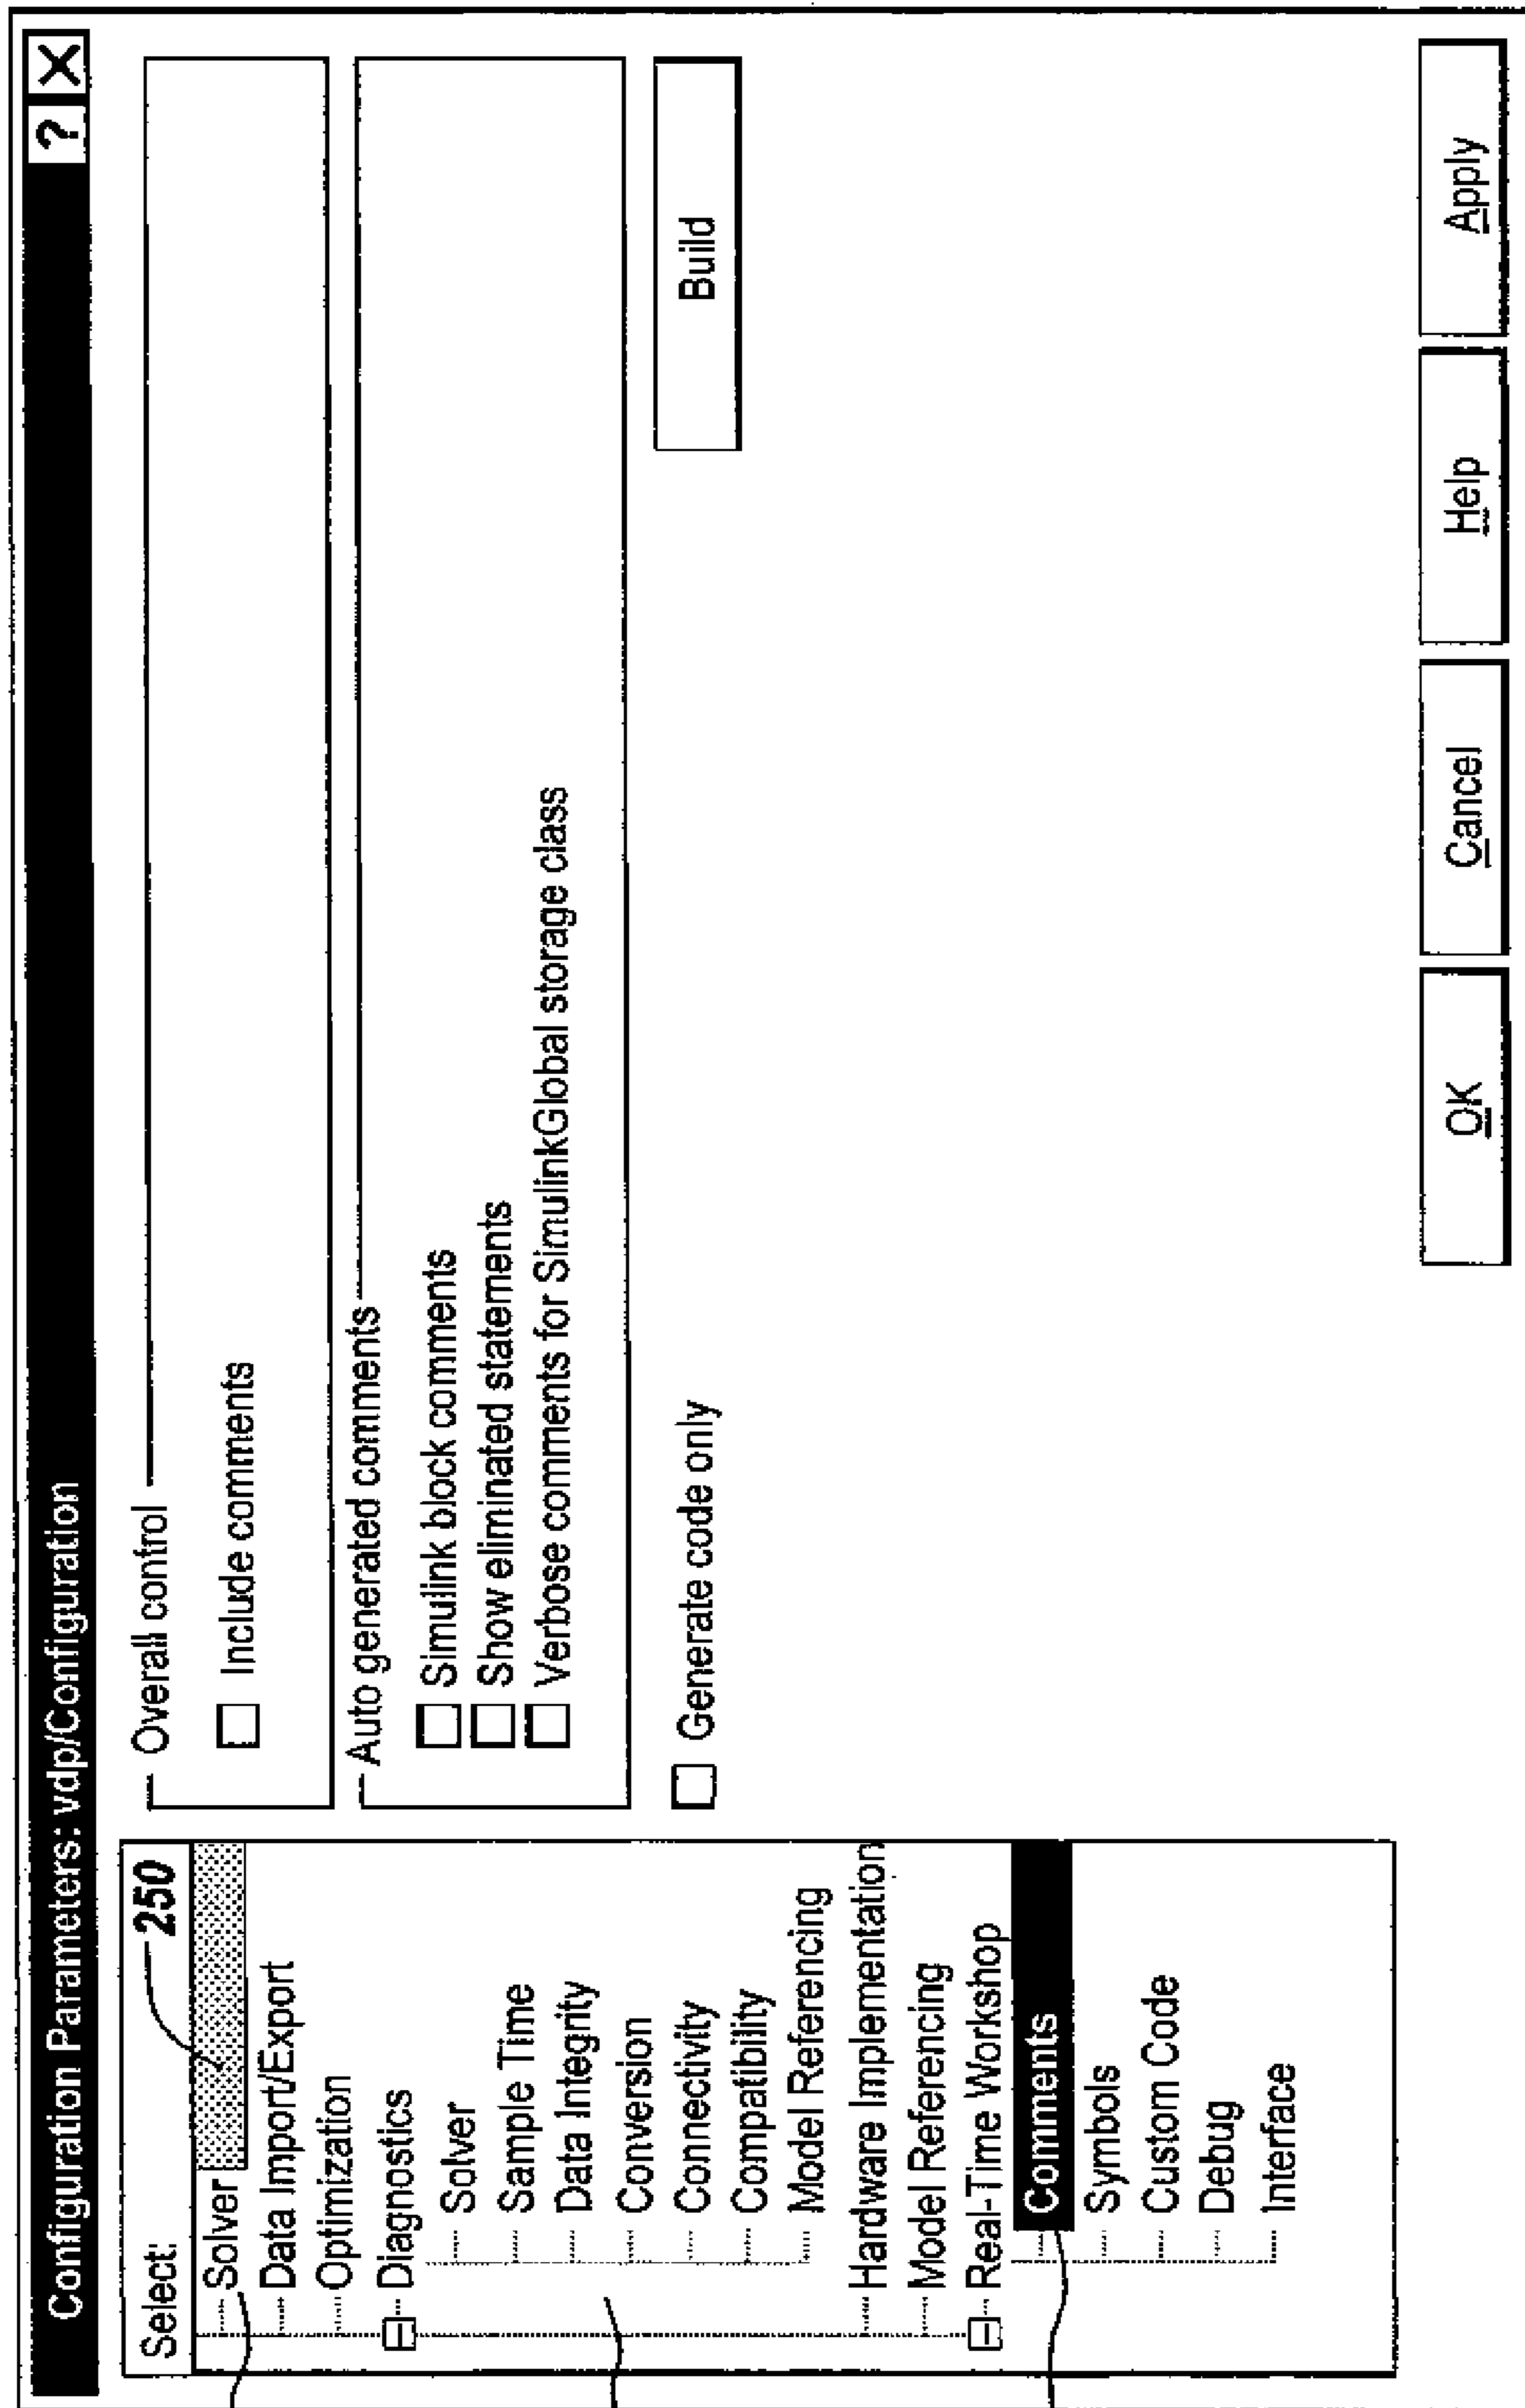 Configuration Parameters: vdp/Configuration ? X
Select:
250
Solver
Data Import/Export
Optimization
Diagnostics
Solver
Sample Time
Data Integrity
Conversion
Connectivity
Compatibility
Model Referencing
Hardware Implementation
Model Referencing
Real-Time Workshop
Comments
Symbols
Custom Code
Debug
Interface
Overall control
Include comments
Auto generated comments
Simulink block comments
Show eliminated statements
Verbose comments for SimulinkGlobal storage class
Generate code only
Build
OK
Cancel
Help
Apply